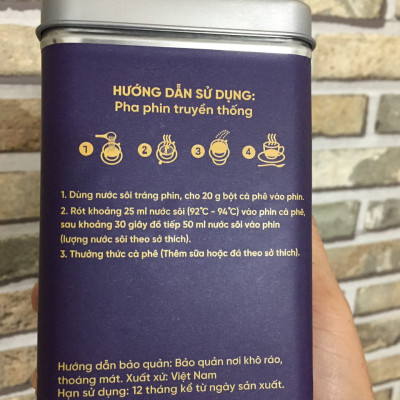 HƯỚNG DẪN SỬ DỤNG:
Pha phin truyền thống
1 2 3 4
1. Dùng nước sôi tráng phin, cho 20 g bột cà phê vào phin.
2. Rót khoảng 25 ml nước sôi (92°C - 94°C) vào phin cà phê,
sau khoảng 30 giây đổ tiếp 50 ml nước sôi vào phin
(lượng nước sôi theo sở thích).
3. Thưởng thức cà phê (Thêm sữa hoặc đá theo sở thích).
Hướng dẫn bảo quản: Bảo quản nơi khô ráo,
thoáng mát. Xuất xứ: Việt Nam
Hạn sử dụng: 12 tháng kể từ ngày sản xuất.